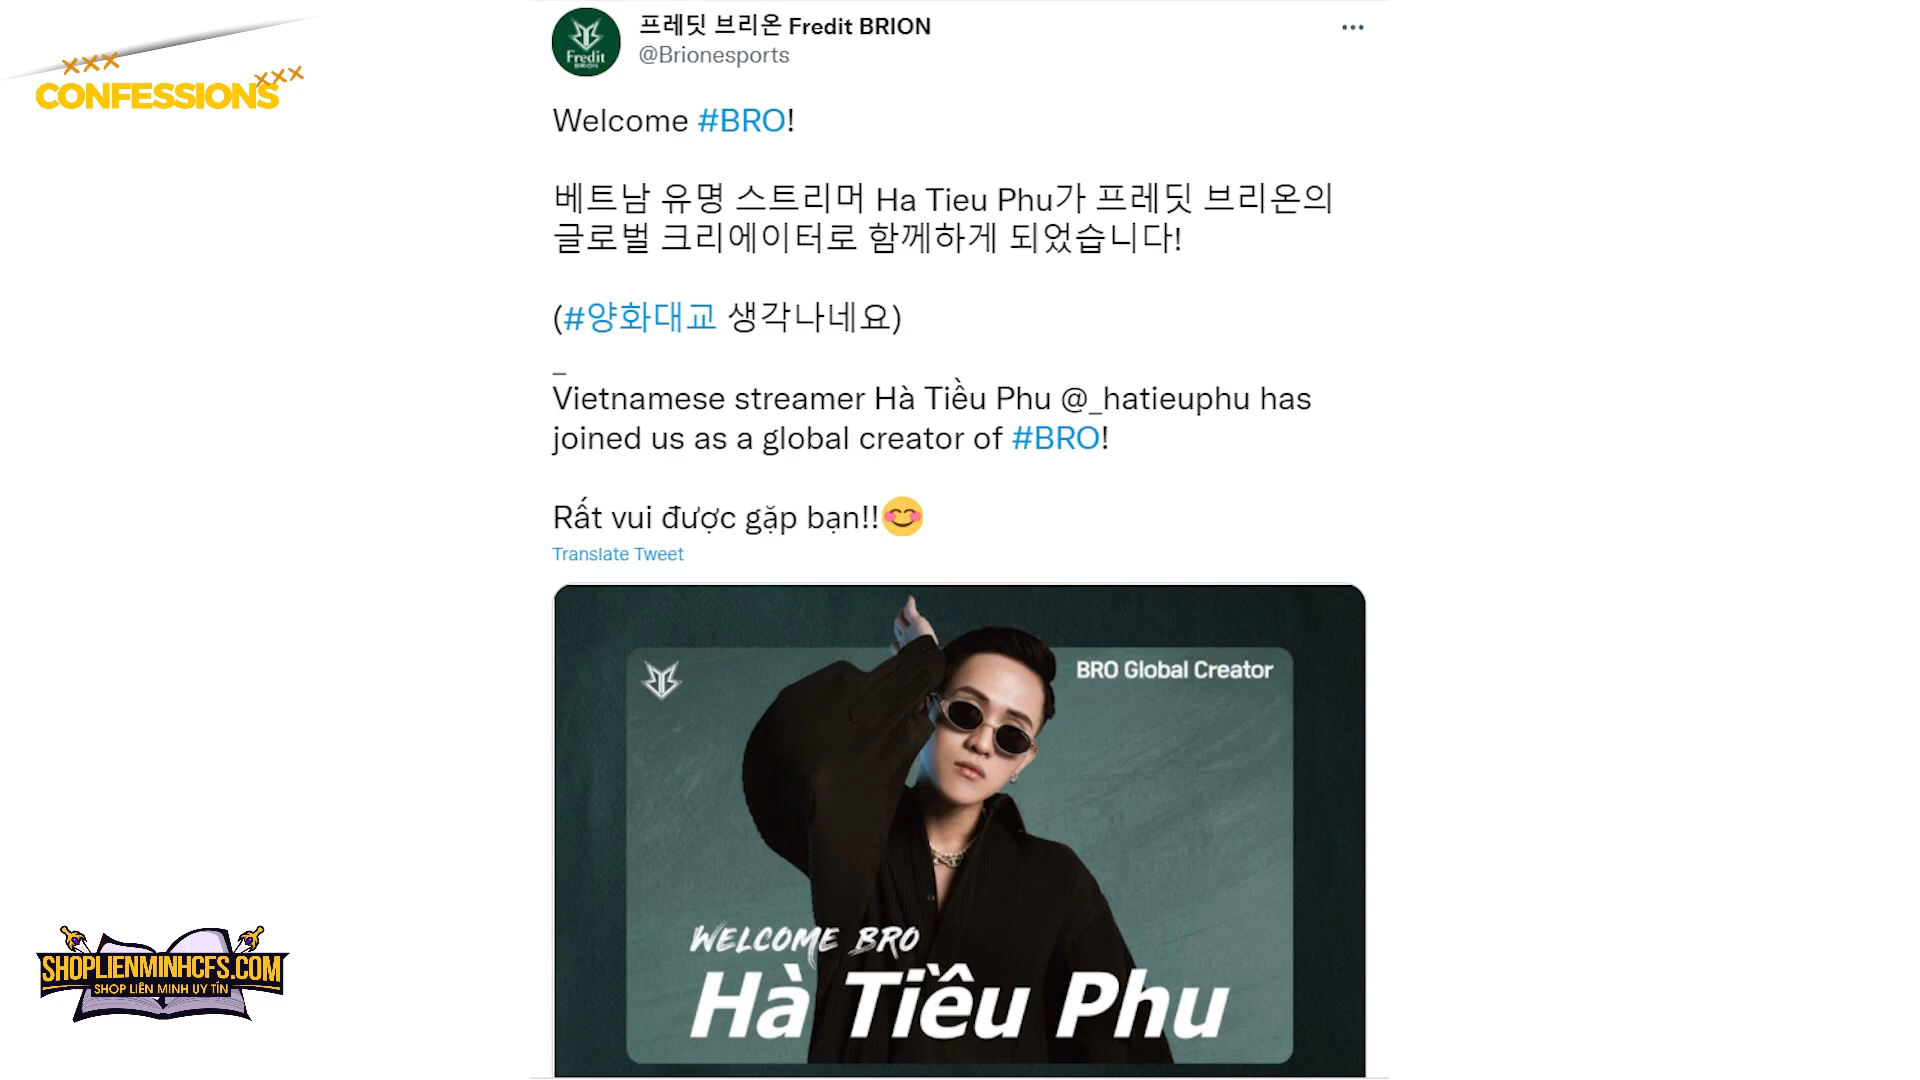 CONFESSIONS
프레딧 브리온 Fredit BRION
@Brionesports
Welcome #BRO!
베트남 유명 스트리머 Ha Tieu Phu가 프레딧 브리온의
글로벌 크리에이터로 함께하게 되었습니다!
(#양화대교 생각나네요)
_
Vietnamese streamer Hà Tiều Phu @_hatieuphu has
joined us as a global creator of #BRO!
Rất vui được gặp bạn!!😊
Translate Tweet
Fredit
BRION
BRO Global Creator
WELCOME BRO
Hà Tiều Phu
SHOPLIENMINHCFS.COM
SHOP LIÊN MINH UY TÍN